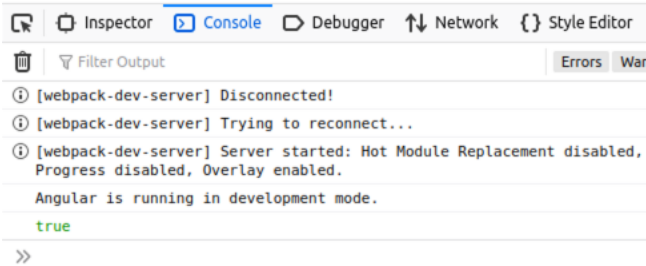 Inspector Console Debugger Network {} Style Editor
Filter Output Errors
[webpack-dev-server] Disconnected!
[webpack-dev-server] Trying to reconnect...
[webpack-dev-server] Server started: Hot Module Replacement disabled,
Progress disabled, Overlay enabled.
Angular is running in development mode.
true
»